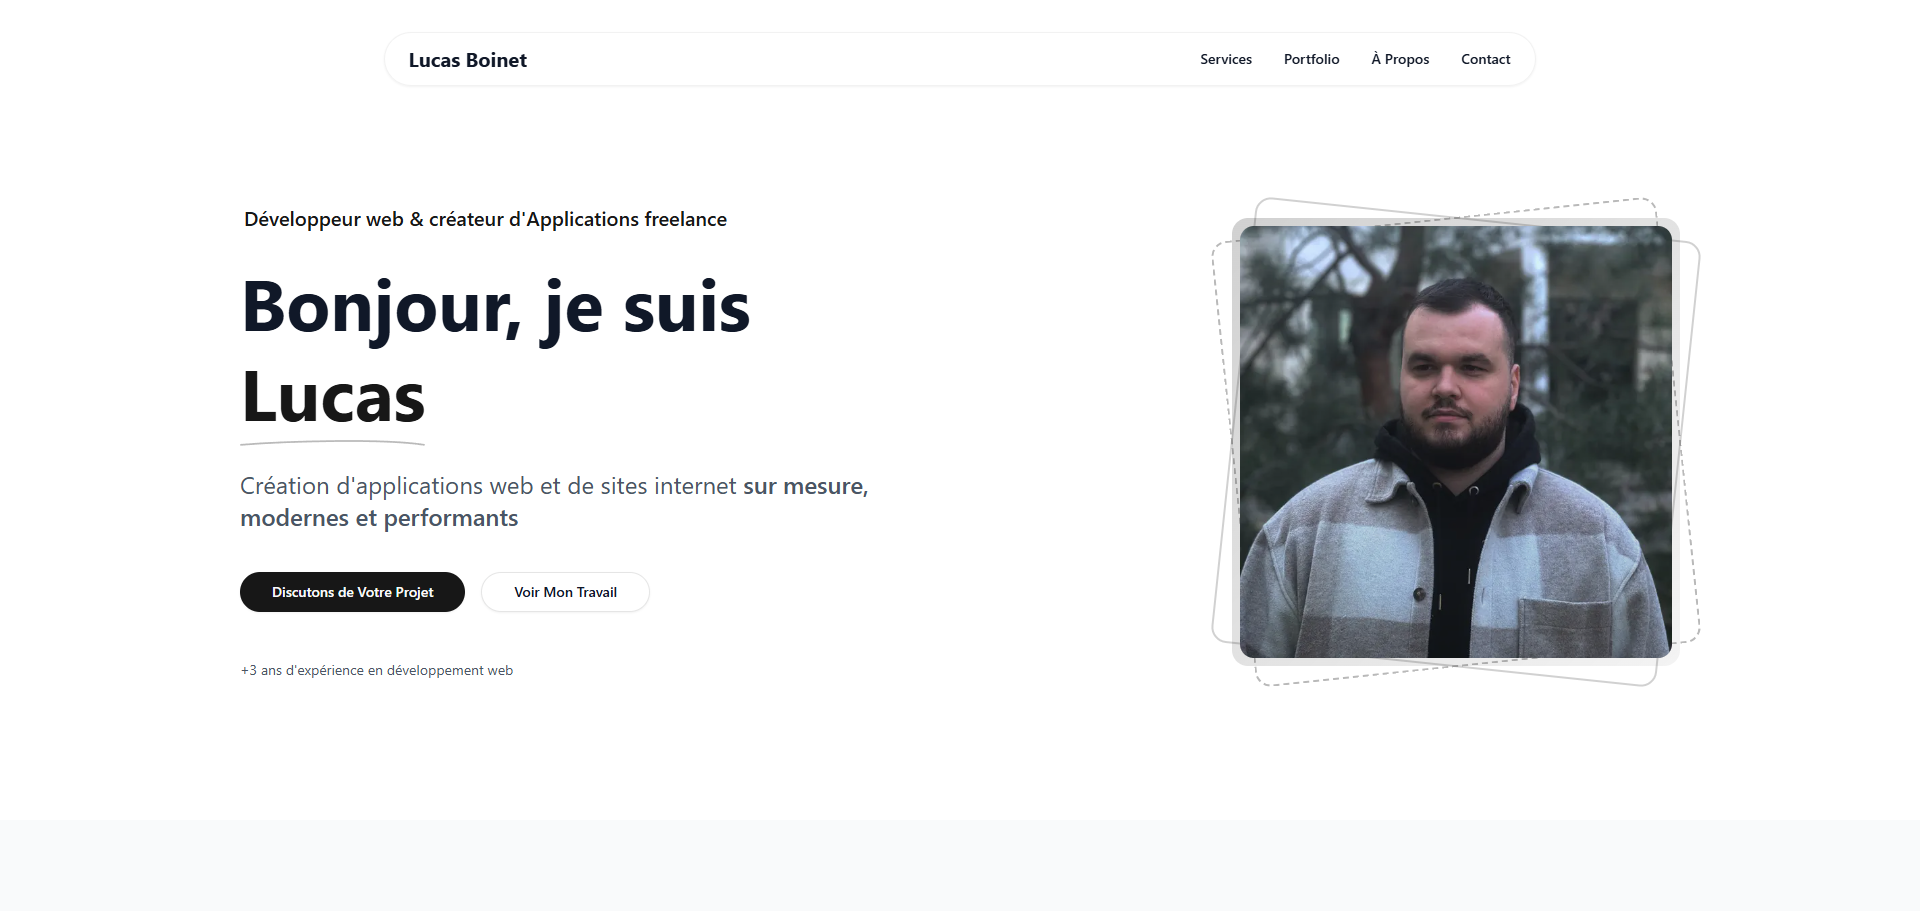 Lucas Boinet
Services
Portfolio
À Propos
Contact
Développeur web & créateur d'Applications freelance
Bonjour, je suis
Lucas
Création d'applications web et de sites internet sur mesure,
modernes et performants
Discutons de Votre Projet
Voir Mon Travail
+3 ans d'expérience en développement web